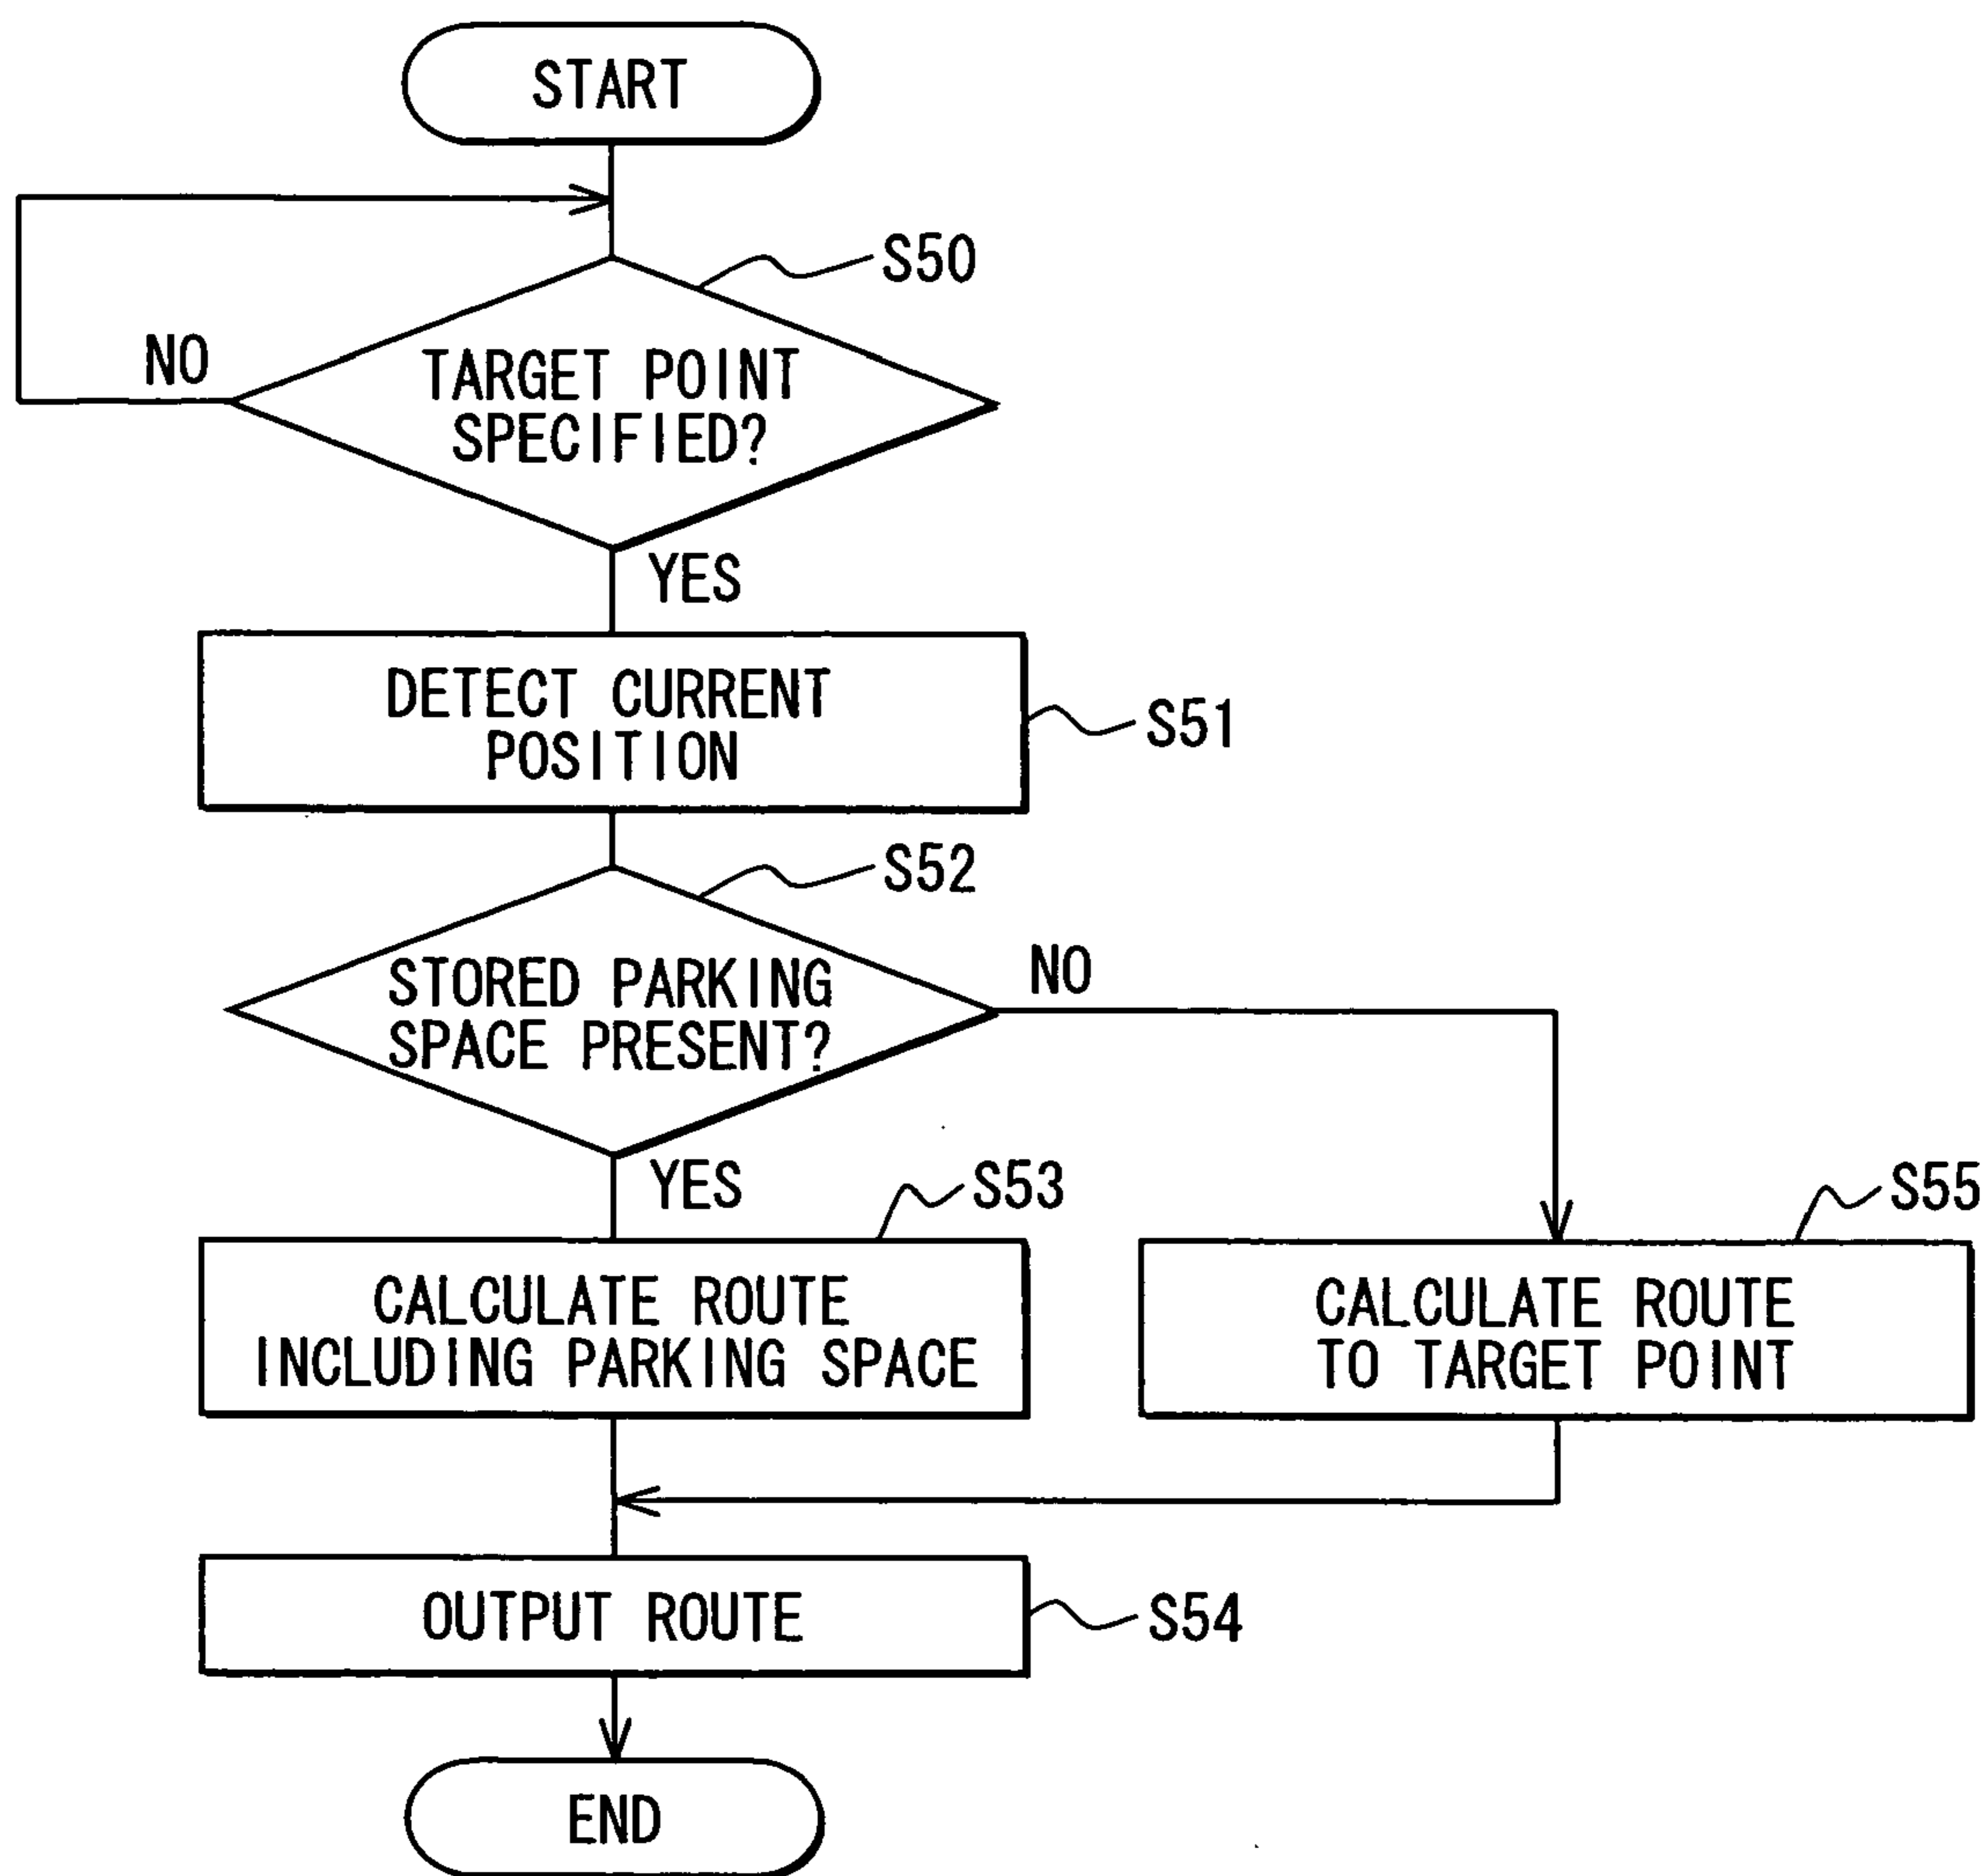 START
S50
NO
TARGET POINT
SPECIFIED?
YES
DETECT CURRENT
POSITION
S51
S52
STORED PARKING
SPACE PRESENT?
NO
YES
S53
S55
CALCULATE ROUTE
INCLUDING PARKING SPACE
CALCULATE ROUTE
TO TARGET POINT
OUTPUT ROUTE
S54
END